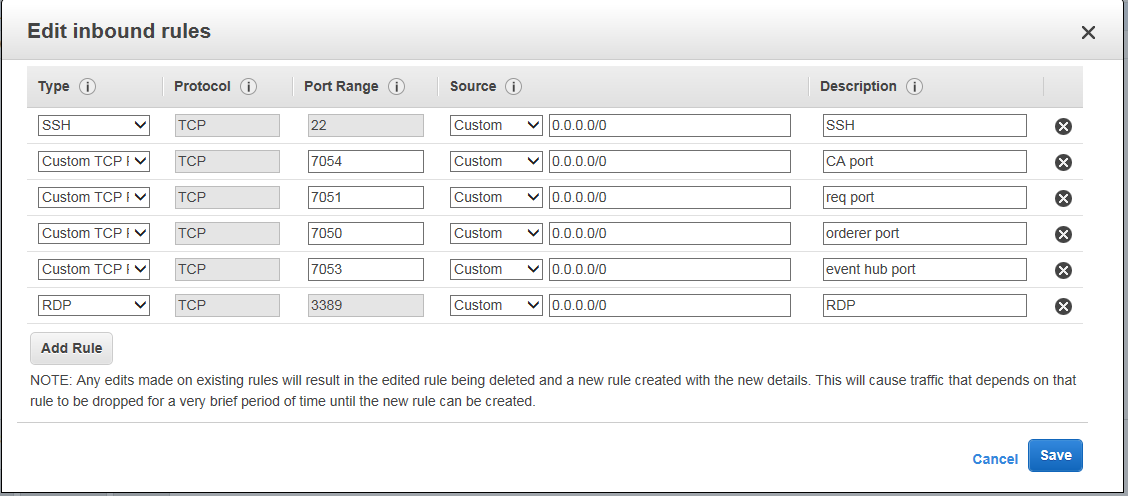 Edit inbound rules
Type Protocol Port Range Source Description
SSH TCP 22 Custom 0.0.0.0/0 SSH
Custom TCP TCP 7054 Custom 0.0.0.0/0 CA port
Custom TCP TCP 7051 Custom 0.0.0.0/0 req port
Custom TCP TCP 7050 Custom 0.0.0.0/0 orderer port
Custom TCP TCP 7053 Custom 0.0.0.0/0 event hub port
RDP TCP 3389 Custom 0.0.0.0/0 RDP
Add Rule
NOTE: Any edits made on existing rules will result in the edited rule being deleted and a new rule created with the new details. This will cause traffic that depends on that
rule to be dropped for a very brief period of time until the new rule can be created.
Cancel Save